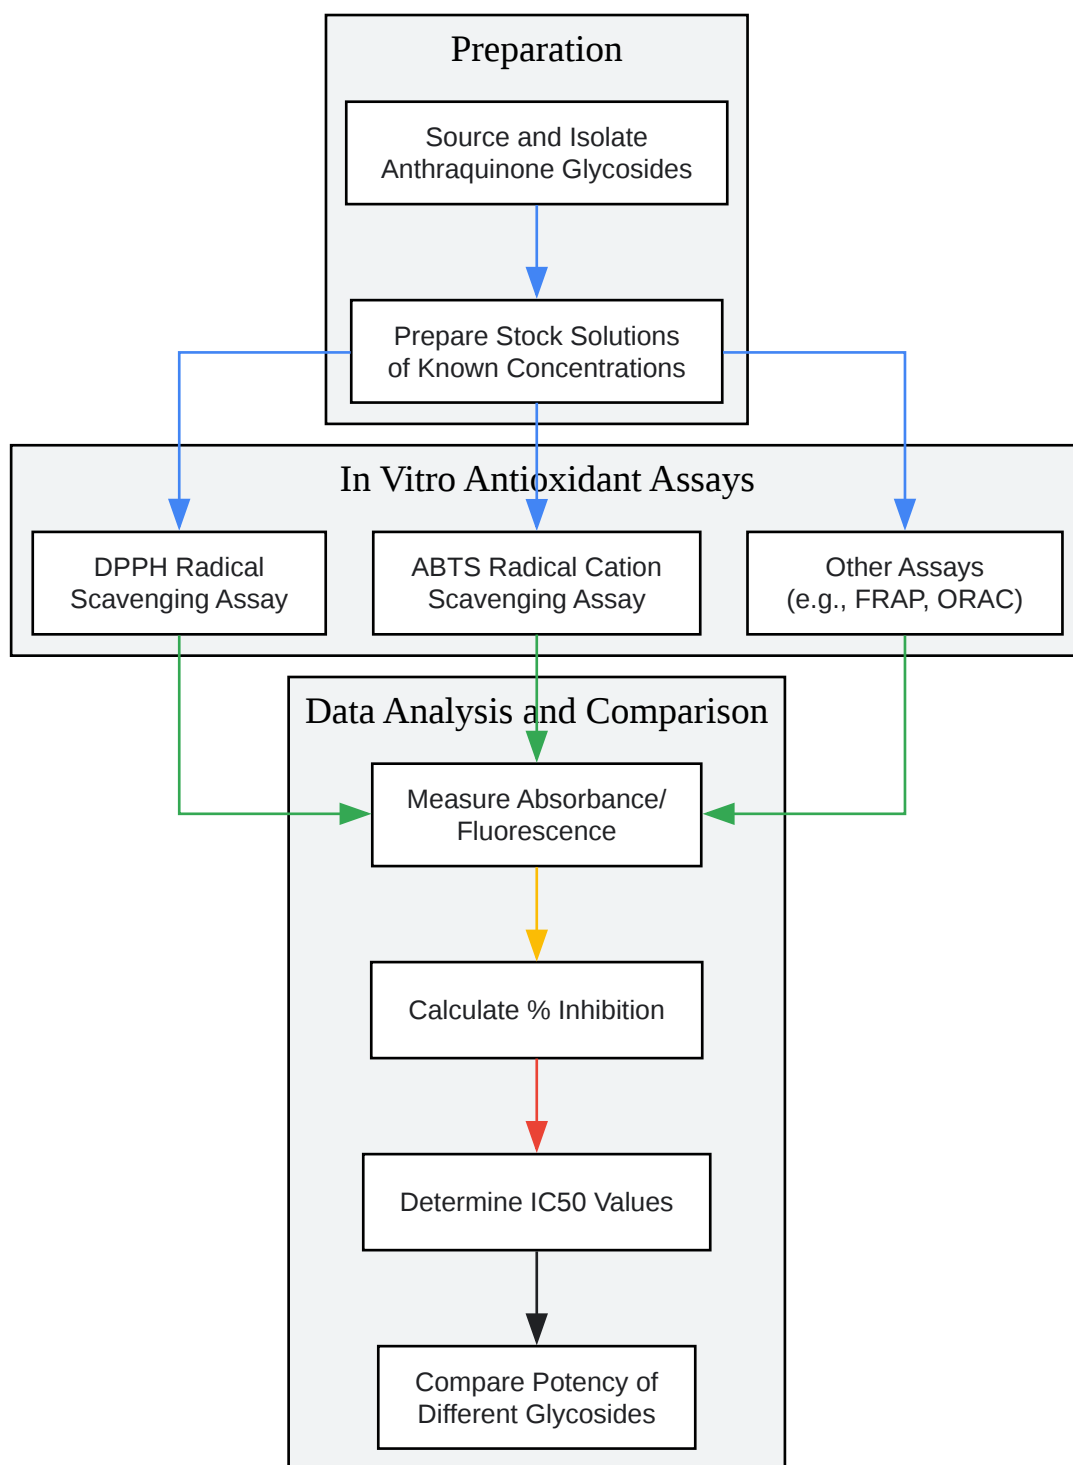 Preparation
Source and Isolate
Anthraquinone Glycosides
Prepare Stock Solutions
of Known Concentrations
In Vitro Antioxidant Assays
DPPH Radical
Scavenging Assay
ABTS Radical Cation
Scavenging Assay
Other Assays
(e.g., FRAP, ORAC)
Data Analysis and Comparison
Measure Absorbance/
Fluorescence
Calculate % Inhibition
Determine IC50 Values
Compare Potency of
Different Glycosides